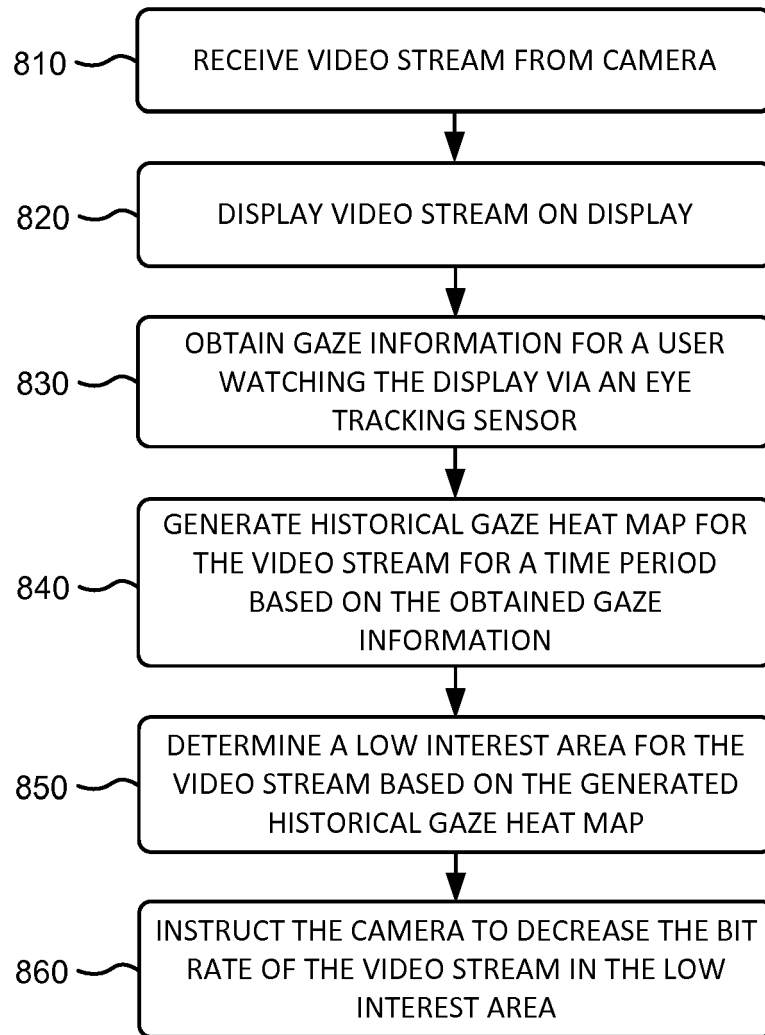 810
RECEIVE VIDEO STREAM FROM CAMERA
820
DISPLAY VIDEO STREAM ON DISPLAY
830
OBTAIN GAZE INFORMATION FOR A USER
WATCHING THE DISPLAY VIA AN EYE
TRACKING SENSOR
840
GENERATE HISTORICAL GAZE HEAT MAP FOR
THE VIDEO STREAM FOR A TIME PERIOD
BASED ON THE OBTAINED GAZE
INFORMATION
850
DETERMINE A LOW INTEREST AREA FOR THE
VIDEO STREAM BASED ON THE GENERATED
HISTORICAL GAZE HEAT MAP
860
INSTRUCT THE CAMERA TO DECREASE THE BIT
RATE OF THE VIDEO STREAM IN THE LOW
INTEREST AREA